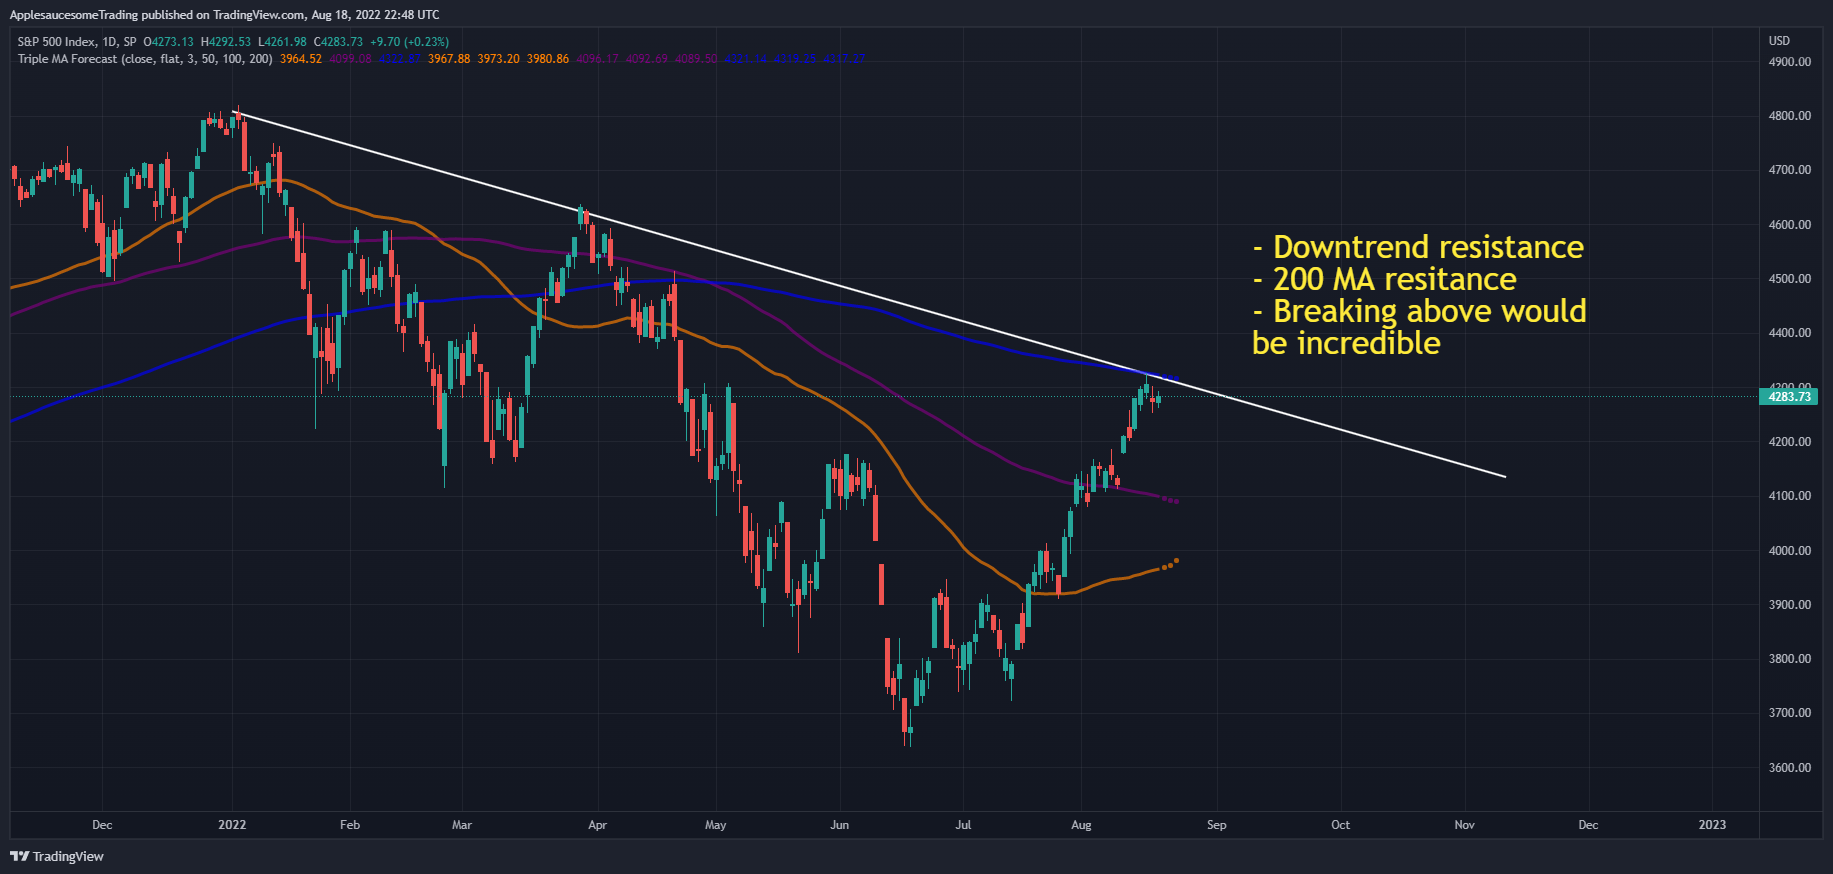 ApplesaucesomeTrading published on TradingView.com, Aug 18, 2022 22:48 UTC
S&P 500 Index, 1D, SP O4273.13 H4292.53 L4261.98 C4283.73 +9.70 (+0.23%)
USD
Triple MA Forecast (close, flat, 3, 50, 100, 200) 3964.52 4099.08 3967.88 3973.20 3980.86 4096.17 4092.69 4089.50
4900.00
4800.00
4700.00
4600.00
- Downtrend resistance
- 200 MA resitance
- Breaking above would
be incredible
4500.00
4400.00
4300.00
4283.73
4200.00
4100.00
4000.00
3900.00
3800.00
3700.00
3600.00
Dec 2022 Feb Mar Apr May Jun Jul Aug Sep Oct Nov Dec 2023
TradingView